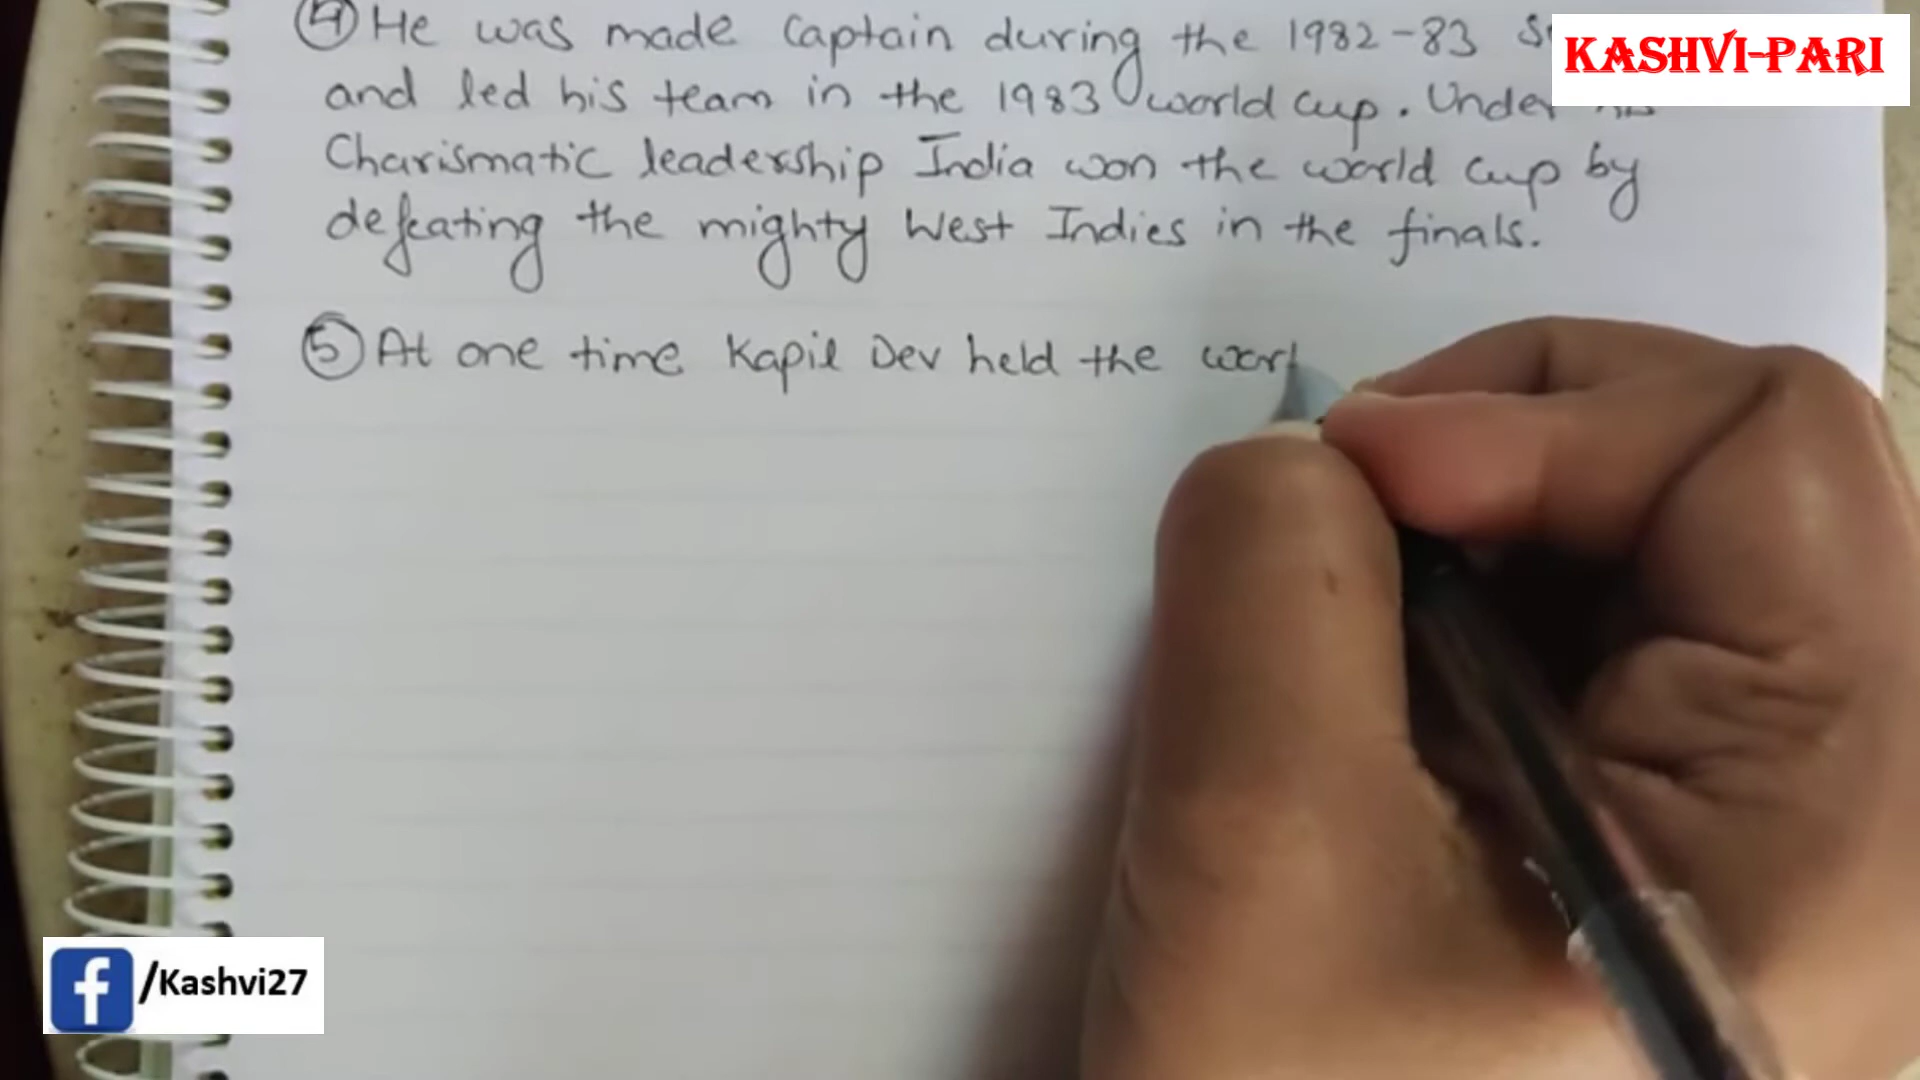 ④ He was made Captain during the 1982-83
KASHVI-PARI
and led his team in the 1983 world cup. Under
Charismatic leadership India won the world cup by
defeating the mighty West Indies in the finals.
⑤ At one time Kapil Dev held the worl
f /Kashvi27